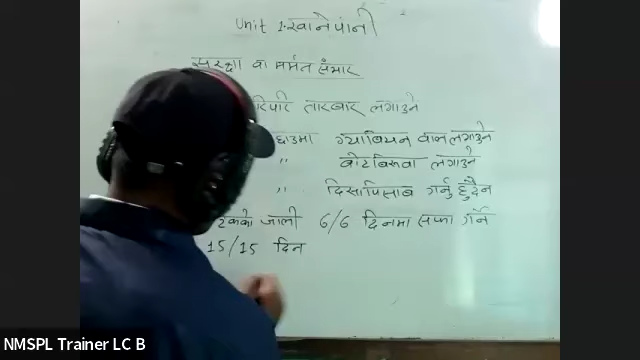 Unit 1. खानेपानी
सुरक्षा वा मर्मत संभार
तारबार लगाउने
ग्याबियन वाल लगाउने
" बोटबिरुवा लगाउने
" दिसापिसाब गर्नु हुँदैन
जाली 6/6 दिनमा सफा गर्ने
15/15 दिन
NMSPL Trainer LC B